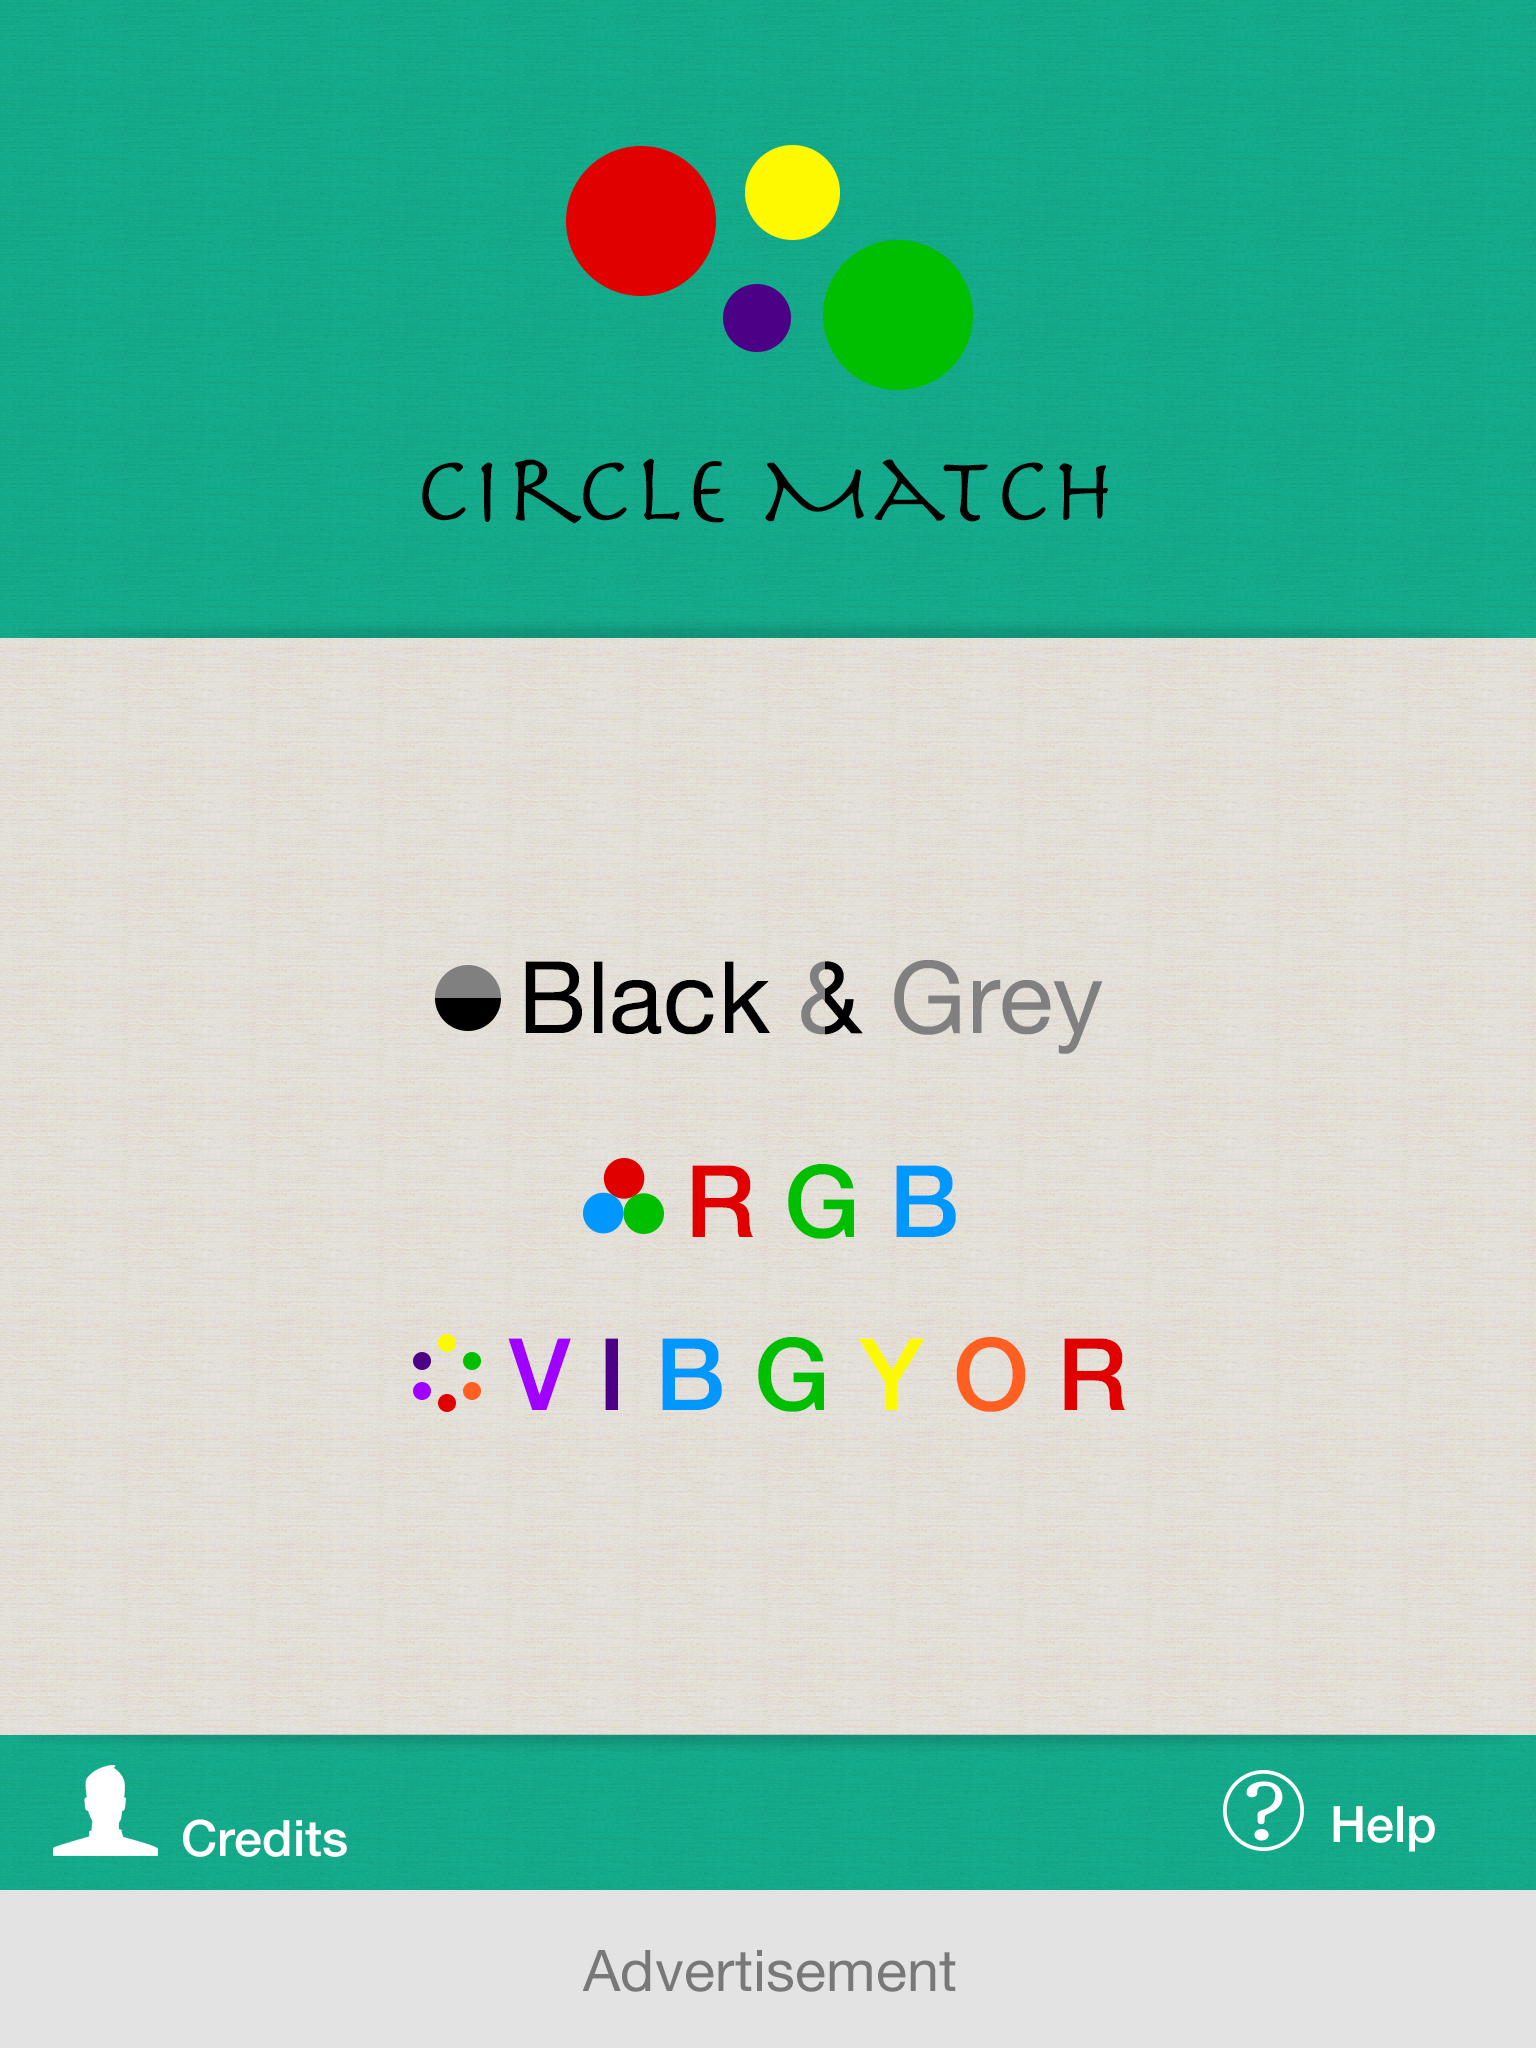 CIRCLE MATCH
Black & Grey
R G B
V I B G Y O R
Credits
? Help
Advertisement